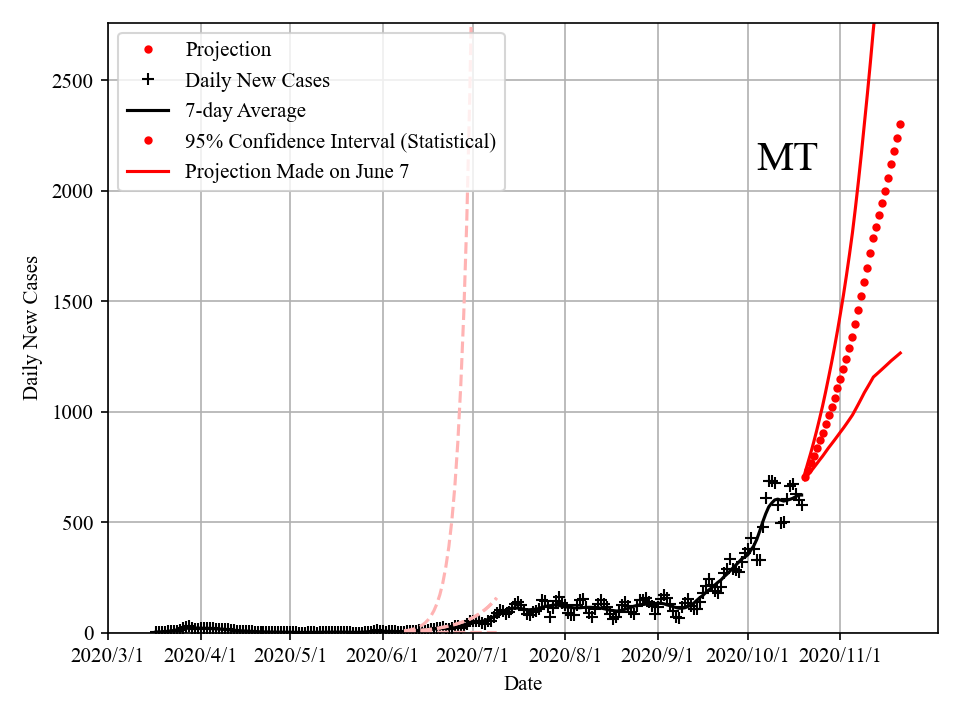 Projection
Daily New Cases
7-day Average
95% Confidence Interval (Statistical)
Projection Made on June 7
MT
2500
2000
1500
1000
500
0
Daily New Cases
2020/3/1 2020/4/1 2020/5/1 2020/6/1 2020/7/1 2020/8/1 2020/9/1 2020/10/1 2020/11/1
Date